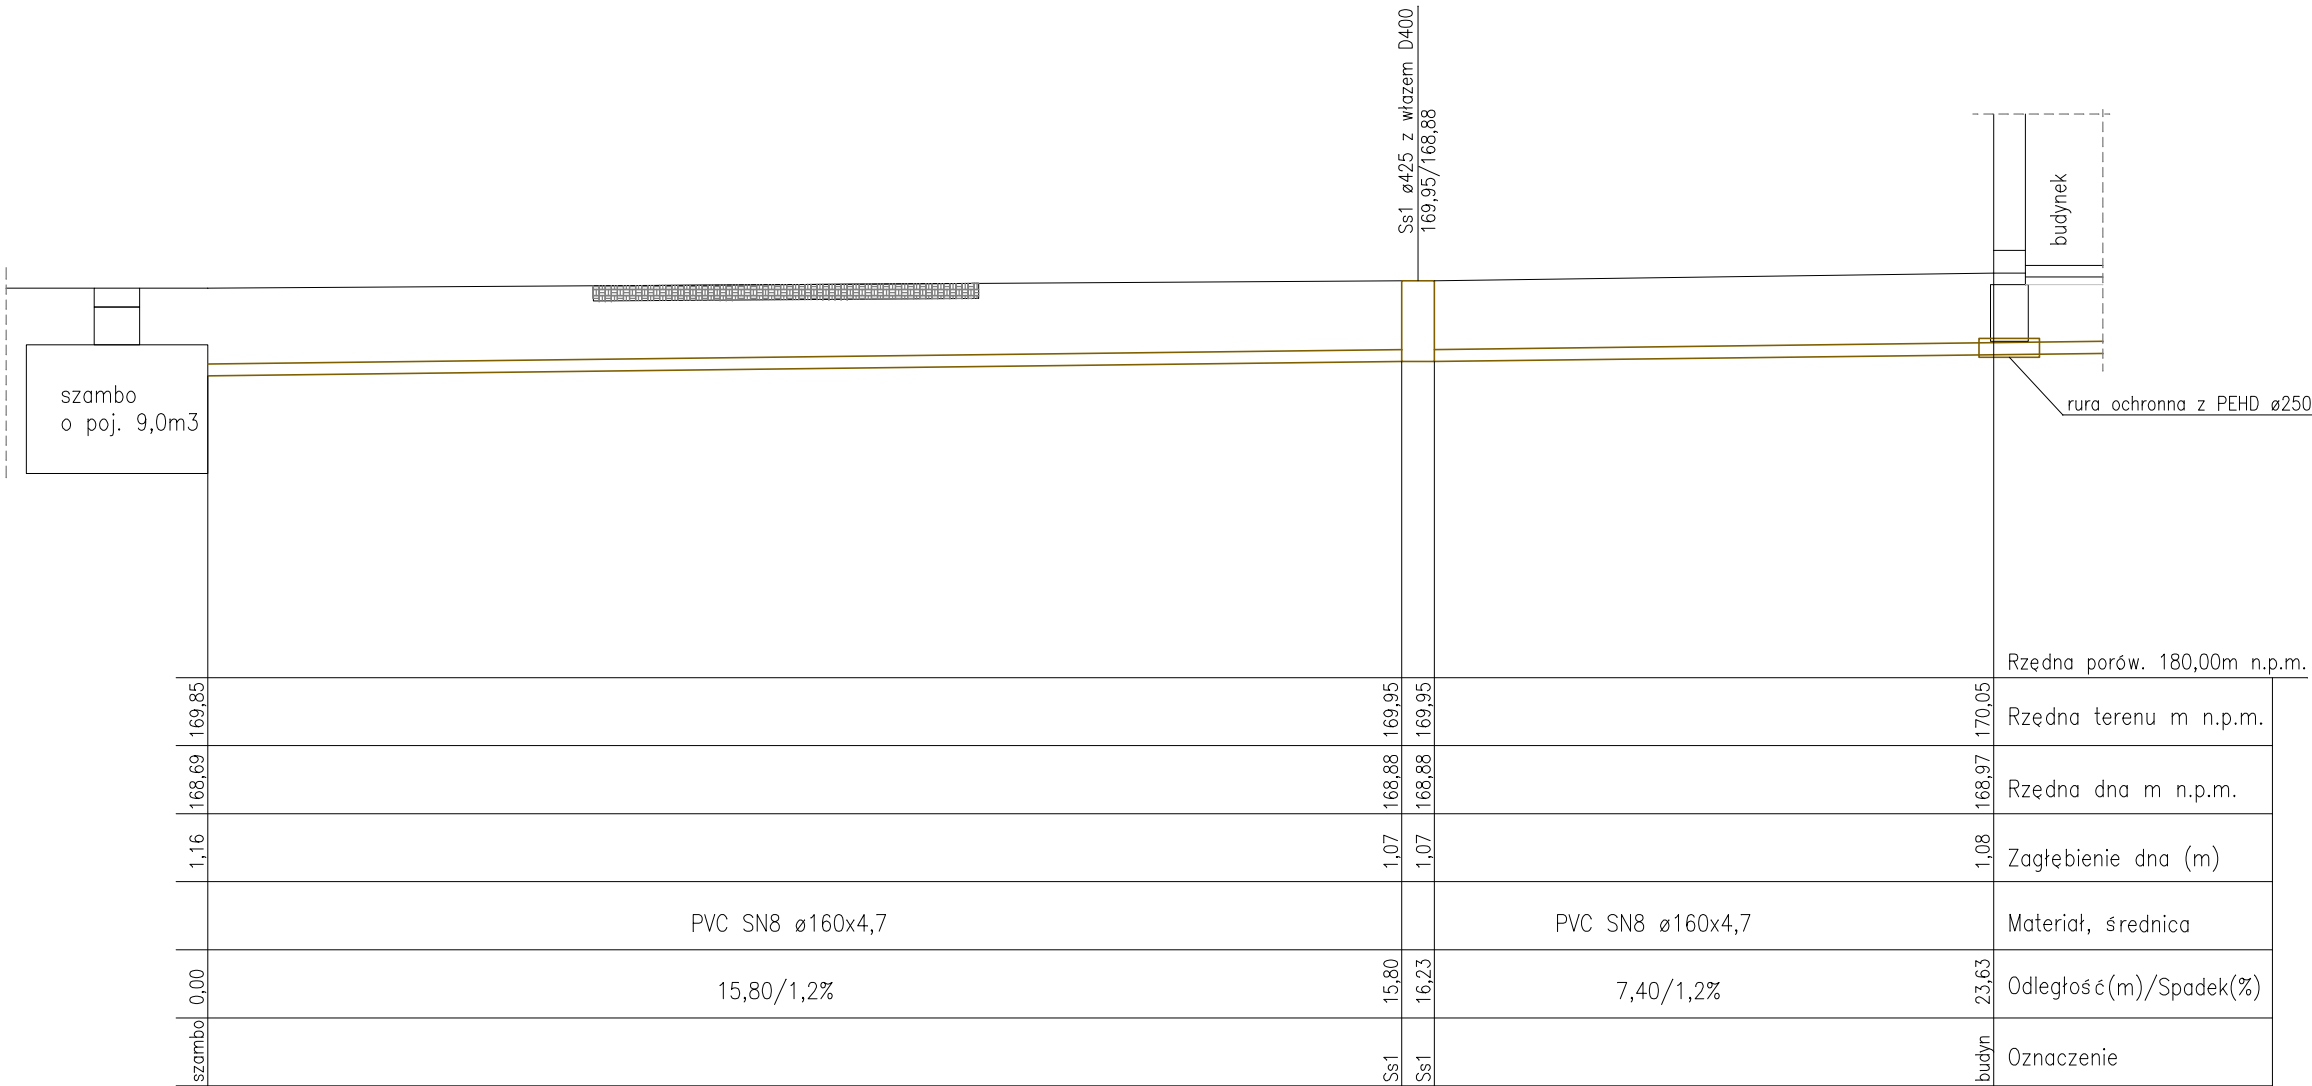 Ss1 ø425 z włazem D400
169,95/168,88
budynek
szambo
o poj. 9,0m3
rura ochronna z PEHD ø250
Rzędna porów. 180,00m n.p.m.
169,85
169,95
169,95
170,05
Rzędna terenu m n.p.m.
168,69
168,88
168,88
168,97
Rzędna dna m n.p.m.
1,16
1,07
1,07
1,08
Zagłębienie dna (m)
PVC SN8 ø160x4,7
PVC SN8 ø160x4,7
Materiał, średnica
0,00
15,80/1,2%
15,80
16,23
7,40/1,2%
23,63
Odległość(m)/Spadek(%)
szambo
Ss1
Ss1
budyn
Oznaczenie